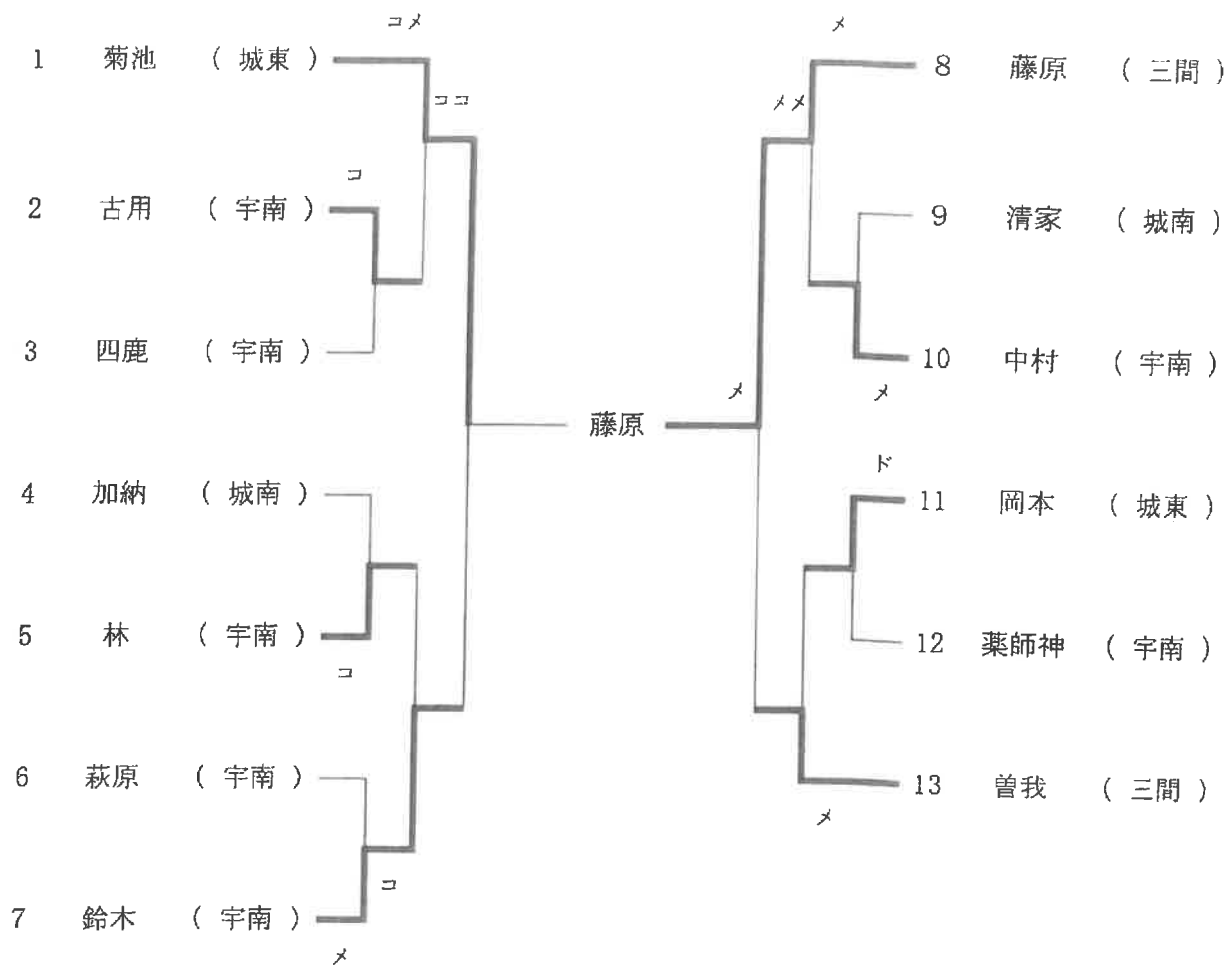 コメ
1 菊池 ( 城東 )
ココ
コ
2 古用 ( 宇南 )
3 四鹿 ( 宇南 )
4 加納 ( 城南 )
5 林 ( 宇南 )
コ
6 萩原 ( 宇南 )
コ
7 鈴木 ( 宇南 )
メ
藤原
メ
8 藤原 ( 三間 )
メメ
9 清家 ( 城南 )
10 中村 ( 宇南 )
メ
メ
ド
11 岡本 ( 城東 )
12 薬師神 ( 宇南 )
13 曽我 ( 三間 )
メ